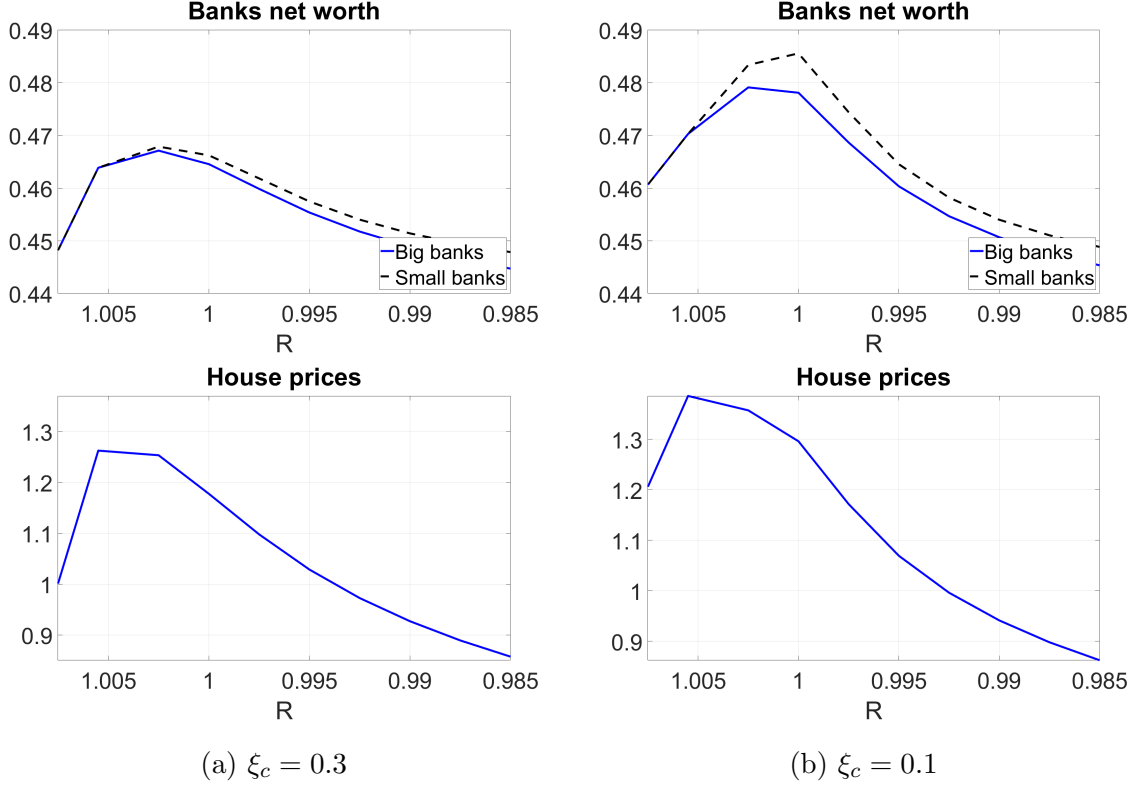 Banks net worth
0.49
0.48
0.47
0.46
0.45
0.44
Big banks
Small banks
1.005 1 0.995 0.99 0.985
R
Banks net worth
0.49
0.48
0.47
0.46
0.45
0.44
Big banks
Small banks
1.005 1 0.995 0.99 0.985
R
House prices
1.3
1.2
1.1
1
0.9
1.005 1 0.995 0.99 0.985
R
House prices
1.3
1.2
1.1
1
0.9
1.005 1 0.995 0.99 0.985
R
(a) ξc = 0.3
(b) ξc = 0.1